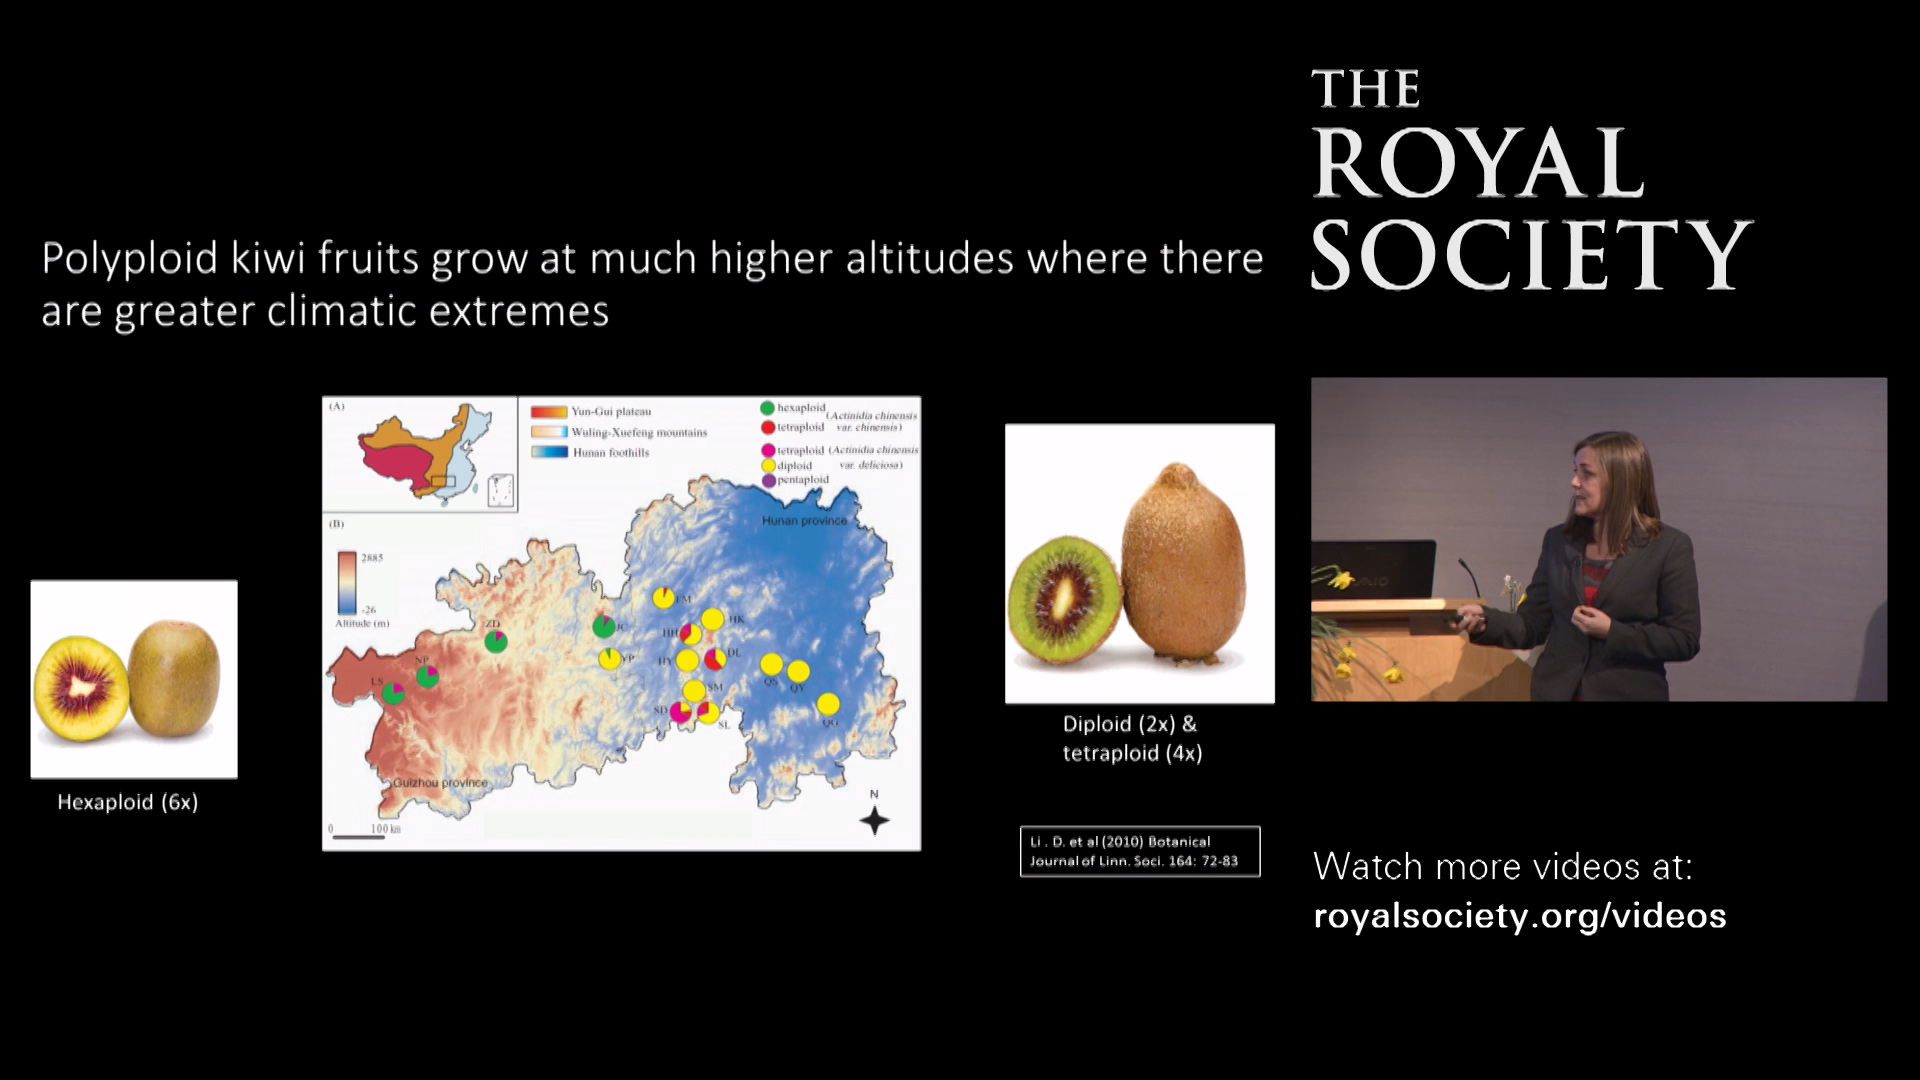 THE
ROYAL
SOCIETY
Polyploid kiwi fruits grow at much higher altitudes where there
are greater climatic extremes
(A)
Yun-Gui plateau
Wuling-Xuefeng mountains
Hunan foothills
hexaploid
(Actinidia chinensis
tetraploid var. chinensis)
tetraploid (Actinidia chinensis
diploid var. deliciosa)
pentaploid
(B)
2885
-26
Altitude (m)
Hunan province
ZD
JC
HK
HH
YP
HY
DL
NP
LS
QS
QY
SM
SD
SL
QG
Guizhou province
0 100 km
N
Hexaploid (6x)
Diploid (2x) &
tetraploid (4x)
Li . D. et al (2010) Botanical
Journal of Linn. Soci. 164: 72-83
Watch more videos at:
royalsociety.org/videos